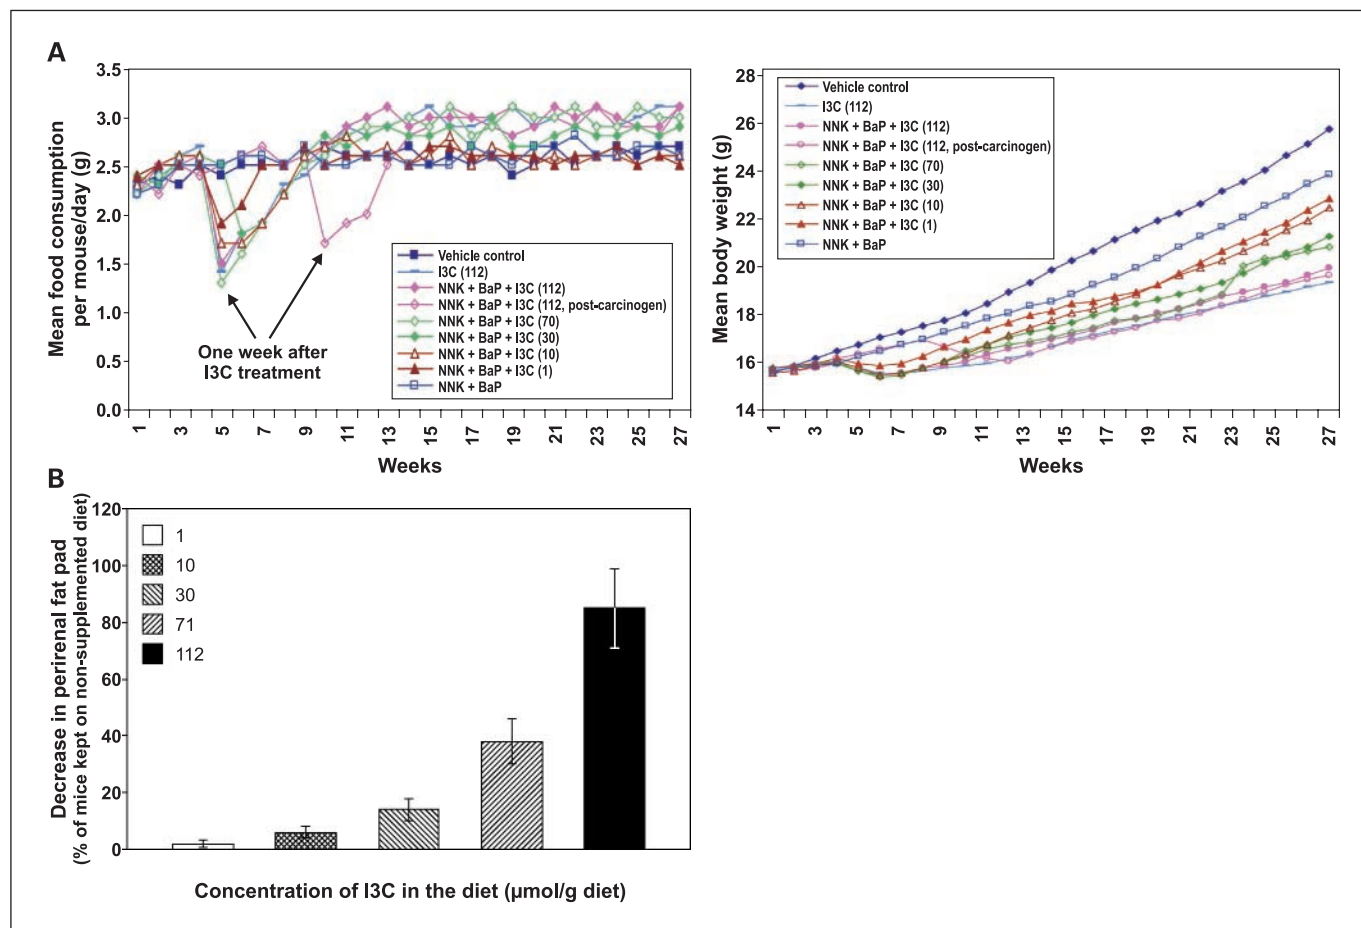 A
Mean food consumption
per mouse/day (g)
3.5
3.0
2.5
2.0
1.5
1.0
0.5
0.0
One week after
I3C treatment
Vehicle control
I3C (112)
NNK + BaP + I3C (112)
NNK + BaP + I3C (112, post-carcinogen)
NNK + BaP + I3C (70)
NNK + BaP + I3C (30)
NNK + BaP + I3C (10)
NNK + BaP + I3C (1)
NNK + BaP
1 3 5 7 9 11 13 15 17 19 21 23 25 27
Weeks
Mean body weight (g)
28
26
24
22
20
18
16
14
Vehicle control
I3C (112)
NNK + BaP + I3C (112)
NNK + BaP + I3C (112, post-carcinogen)
NNK + BaP + I3C (70)
NNK + BaP + I3C (30)
NNK + BaP + I3C (10)
NNK + BaP + I3C (1)
NNK + BaP
1 3 5 7 9 11 13 15 17 19 21 23 25 27
Weeks
B
Decrease in perirenal fat pad
(% of mice kept on non-supplemented diet)
120
100
80
60
40
20
0
1
10
30
71
112
Concentration of I3C in the diet (µmol/g diet)